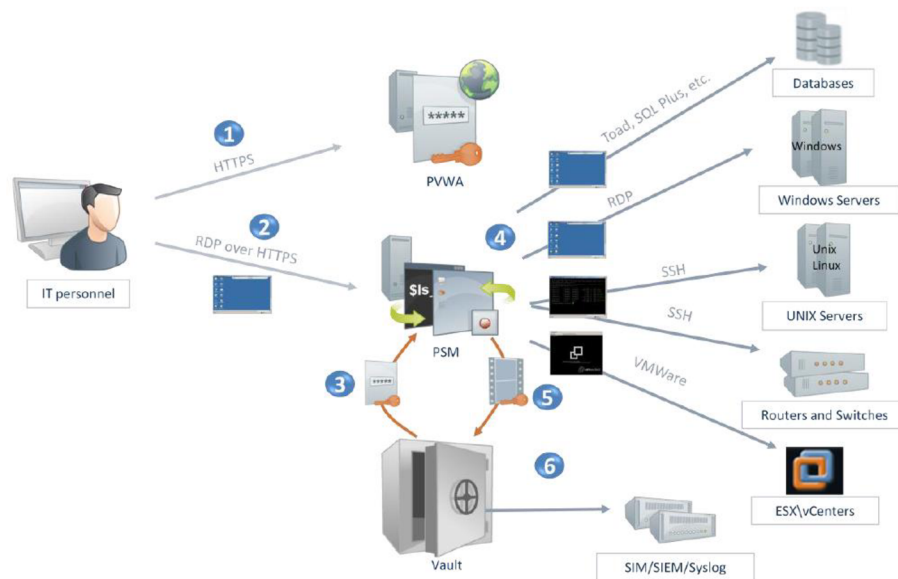 1
HTTPS
*****
PVWA
2
RDP over HTTPS
IT personnel
Toad, SQL Plus, etc.
Databases
RDP
Windows
Windows Servers
4
$ls_
PSM
SSH
Unix
Linux
UNIX Servers
SSH
Routers and Switches
VMWare
ESX\vCenters
3
*****
5
Vault
6
SIM/SIEM/Syslog